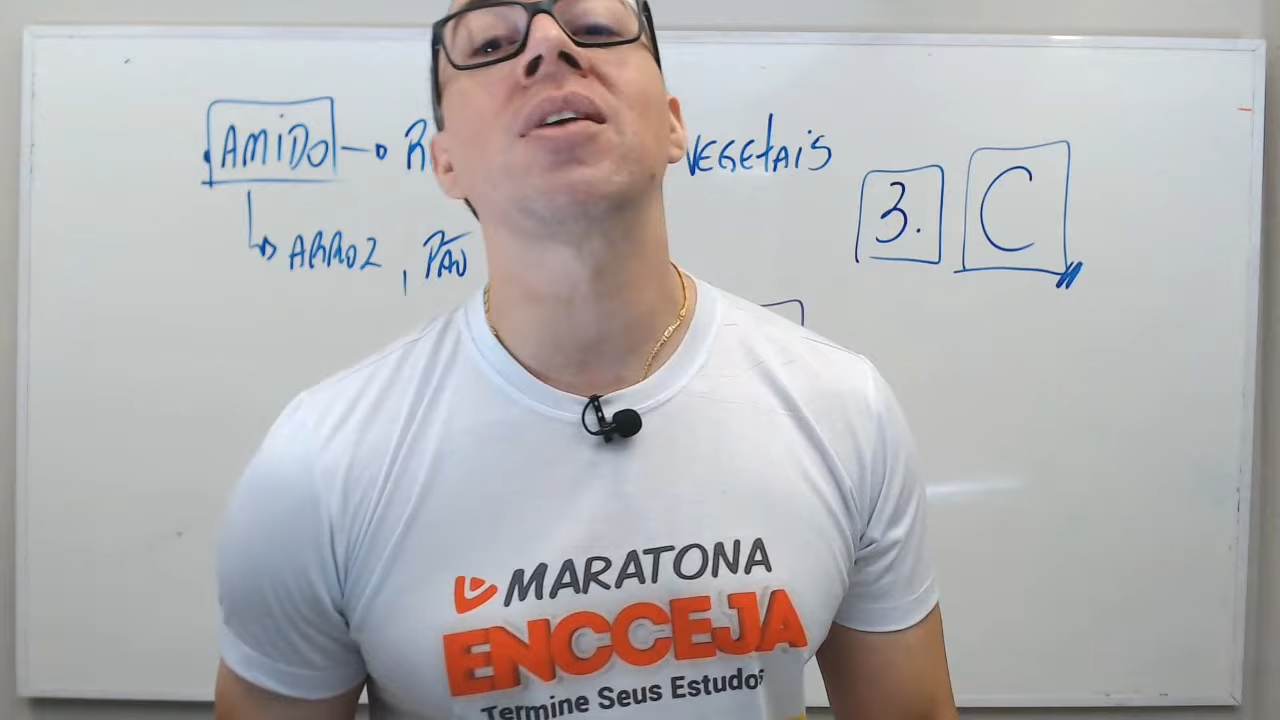 AMIDO → R VEGETAIS
3. C
↳ ARROZ, PÃO
MARATONA
ENCCEJA
Termine Seus Estudos